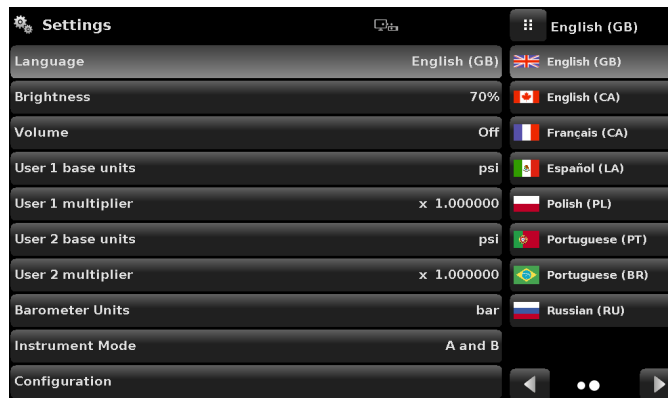 Settings
English (GB)
Language English (GB)
Brightness 70%
Volume Off
User 1 base units psi
User 1 multiplier x 1.000000
User 2 base units psi
User 2 multiplier x 1.000000
Barometer Units bar
Instrument Mode A and B
Configuration
English (GB)
English (CA)
Français (CA)
Español (LA)
Polish (PL)
Portuguese (PT)
Portuguese (BR)
Russian (RU)